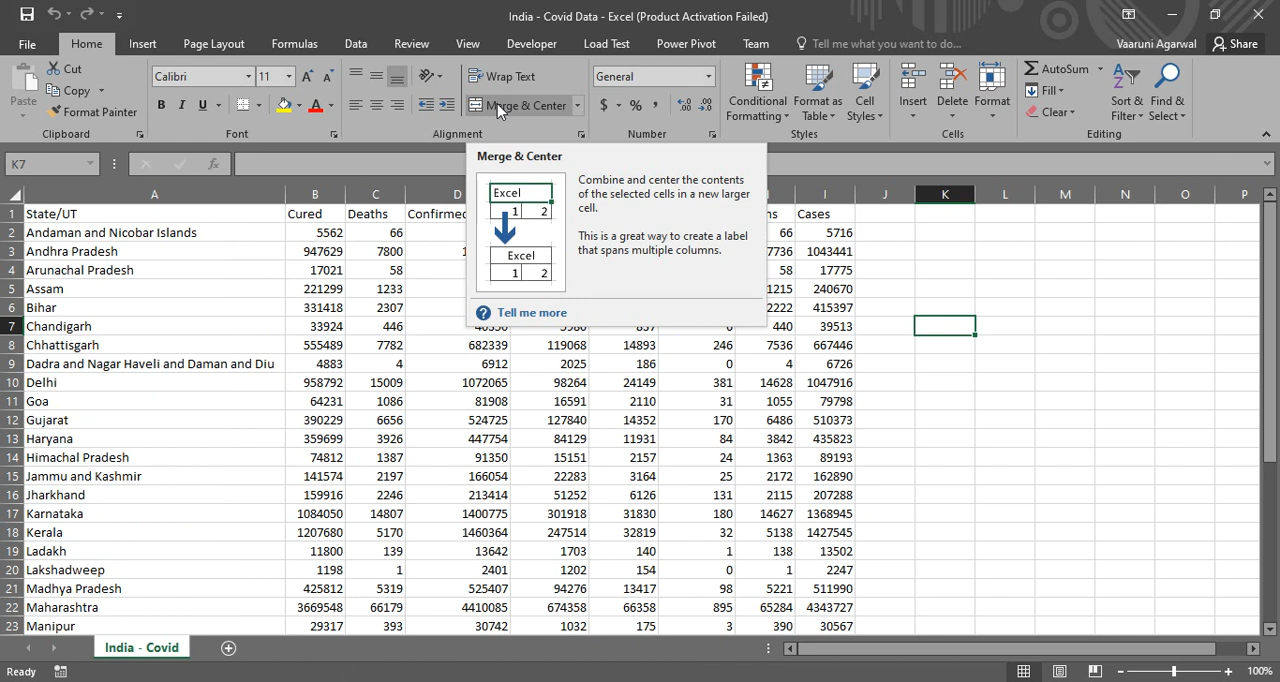 India - Covid Data - Excel (Product Activation Failed)
File Home Insert Page Layout Formulas Data Review View Developer Load Test Power Pivot Team Tell me what you want to do... Vaaruni Agarwal Share
Paste
Cut
Copy
Format Painter
Clipboard
Calibri 11 A A
B I U A
Font
Wrap Text
Merge & Center
Alignment
General
$ % , .0 .00 .00 .0
Number
Conditional Formatting
Format as Table
Cell Styles
Styles
Insert
Delete
Format
Cells
AutoSum
Fill
Clear
Sort & Filter
Find & Select
Editing
K7 fx
Merge & Center
Excel
1 2
Excel
1 2
Combine and center the contents
of the selected cells in a new larger
cell.
This is a great way to create a label
that spans multiple columns.
Tell me more
A B C D I J K L M N O P
1 State/UT Cured Deaths Confirmed Cases
2 Andaman and Nicobar Islands 5562 66 66 5716
3 Andhra Pradesh 947629 7800 7736 1043441
4 Arunachal Pradesh 17021 58 58 17775
5 Assam 221299 1233 1215 240670
6 Bihar 331418 2307 2222 415397
7 Chandigarh 33924 446 440 39513
8 Chhattisgarh 555489 7782 682339 119068 14893 246 7536 667446
9 Dadra and Nagar Haveli and Daman and Diu 4883 4 6912 2025 186 0 4 6726
10 Delhi 958792 15009 1072065 98264 24149 381 14628 1047916
11 Goa 64231 1086 81908 16591 2110 31 1055 79798
12 Gujarat 390229 6656 524725 127840 14352 170 6486 510373
13 Haryana 359699 3926 447754 84129 11931 84 3842 435823
14 Himachal Pradesh 74812 1387 91350 15151 2157 24 1363 89193
15 Jammu and Kashmir 141574 2197 166054 22283 3164 25 2172 162890
16 Jharkhand 159916 2246 213414 51252 6126 131 2115 207288
17 Karnataka 1084050 14807 1400775 301918 31830 180 14627 1368945
18 Kerala 1207680 5170 1460364 247514 32819 32 5138 1427545
19 Ladakh 11800 139 13642 1703 140 1 138 13502
20 Lakshadweep 1198 1 2401 1202 154 0 1 2247
21 Madhya Pradesh 425812 5319 525407 94276 13417 98 5221 511990
22 Maharashtra 3669548 66179 4410085 674358 66358 895 65284 4343727
23 Manipur 29317 393 30742 1032 175 3 390 30567
India - Covid
Ready 100%